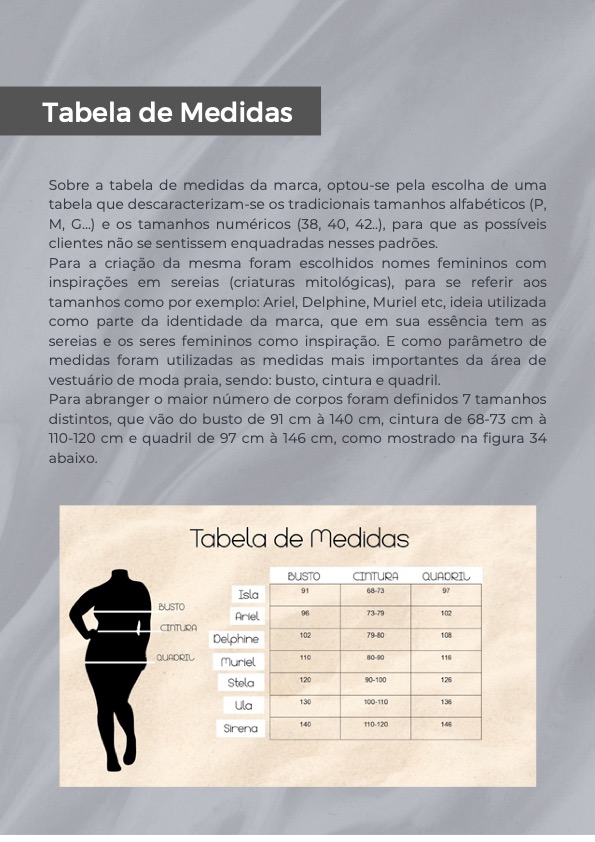 Tabela de Medidas
Sobre a tabela de medidas da marca, optou-se pela escolha de uma
tabela que descaracterizam-se os tradicionais tamanhos alfabéticos (P,
M, G...) e os tamanhos numéricos (38, 40, 42..), para que as possíveis
clientes não se sentissem enquadradas nesses padrões.
Para a criação da mesma foram escolhidos nomes femininos com
inspirações em sereias (criaturas mitológicas), para se referir aos
tamanhos como por exemplo: Ariel, Delphine, Muriel etc, ideia utilizada
como parte da identidade da marca, que em sua essência tem as
sereias e os seres femininos como inspiração. E como parâmetro de
medidas foram utilizadas as medidas mais importantes da área de
vestuário de moda praia, sendo: busto, cintura e quadril.
Para abranger o maior número de corpos foram definidos 7 tamanhos
distintos, que vão do busto de 91 cm à 140 cm, cintura de 68-73 cm à
110-120 cm e quadril de 97 cm à 146 cm, como mostrado na figura 34
abaixo.
Tabela de Medidas
BUSTO CINTURA QUADRIL
Isla 91 68-73 97
Ariel 96 73-79 102
Delphine 102 79-80 108
Muriel 110 80-90 116
Stela 120 90-100 126
Ula 130 100-110 136
Sirena 140 110-120 146
BUSTO
CINTURA
QUADRIL